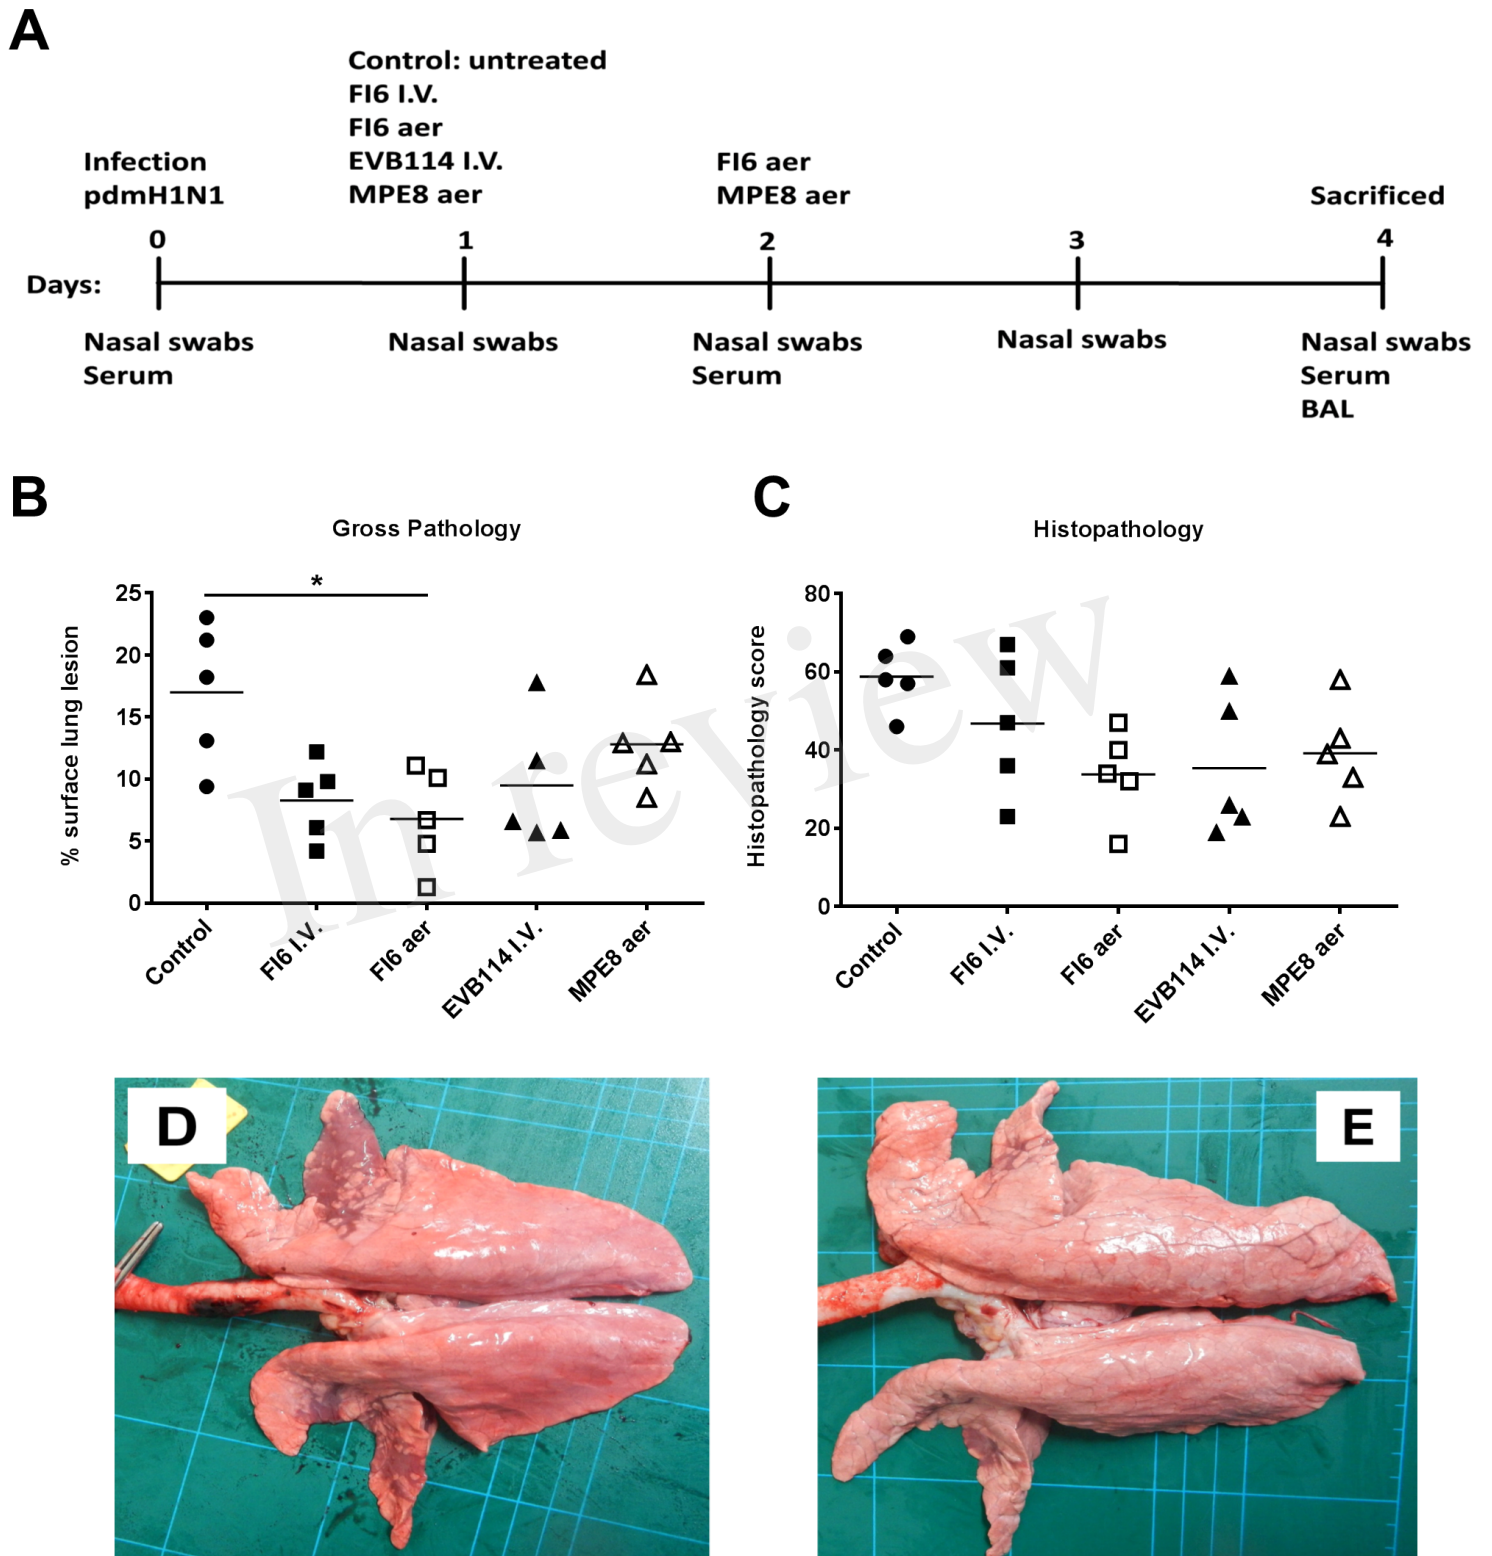 A
Control: untreated
FI6 I.V.
FI6 aer
EVB114 I.V.
MPE8 aer
Infection
pdmH1N1
FI6 aer
MPE8 aer
Sacrificed
0 1 2 3 4
Days:
Nasal swabs
Serum
Nasal swabs
Nasal swabs
Serum
Nasal swabs
Nasal swabs
Serum
BAL
B
Gross Pathology
*
25
20
15
10
5
0
% surface lung lesion
Control FI6 I.V. FI6 aer EVB114 I.V. MPE8 aer
C
Histopathology
80
60
40
20
0
Histopathology score
Control FI6 I.V. FI6 aer EVB114 I.V. MPE8 aer
In review
D
E